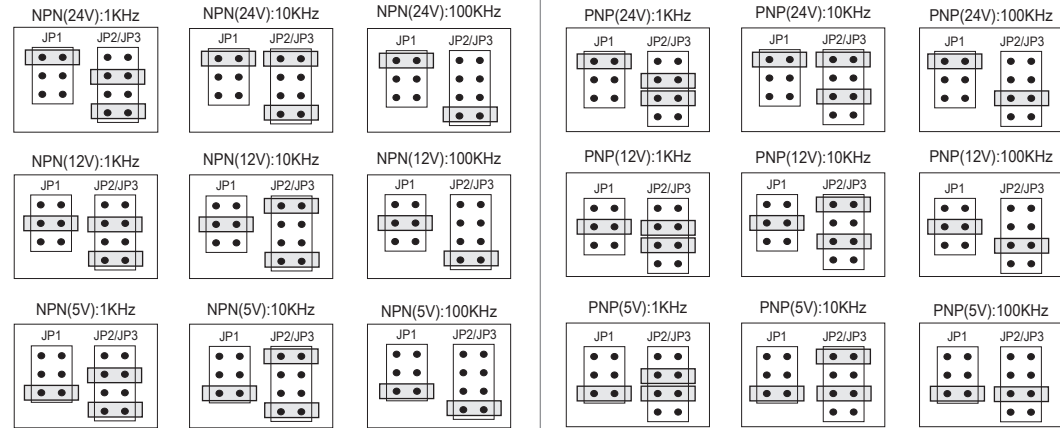 NPN(24V):1KHz NPN(24V):10KHz NPN(24V):100KHz PNP(24V):1KHz PNP(24V):10KHz PNP(24V):100KHz
JP1 JP2/JP3 JP1 JP2/JP3 JP1 JP2/JP3 JP1 JP2/JP3 JP1 JP2/JP3 JP1 JP2/JP3
NPN(12V):1KHz NPN(12V):10KHz NPN(12V):100KHz PNP(12V):1KHz PNP(12V):10KHz PNP(12V):100KHz
JP1 JP2/JP3 JP1 JP2/JP3 JP1 JP2/JP3 JP1 JP2/JP3 JP1 JP2/JP3 JP1 JP2/JP3
NPN(5V):1KHz NPN(5V):10KHz NPN(5V):100KHz PNP(5V):1KHz PNP(5V):10KHz PNP(5V):100KHz
JP1 JP2/JP3 JP1 JP2/JP3 JP1 JP2/JP3 JP1 JP2/JP3 JP1 JP2/JP3 JP1 JP2/JP3